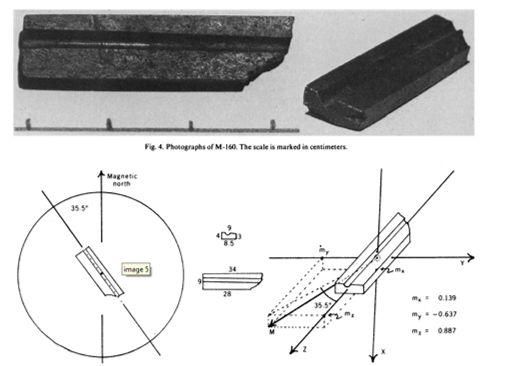 Fig. 4. Photographs of M-160. The scale is marked in centimeters.
Magnetic
north
35.5°
image 5
9
4 3
8.5
34
9
28
m_y
Y
m_x
35.5°
m_z
M
Z
X
m_x = 0.139
m_y = -0.637
m_z = 0.887